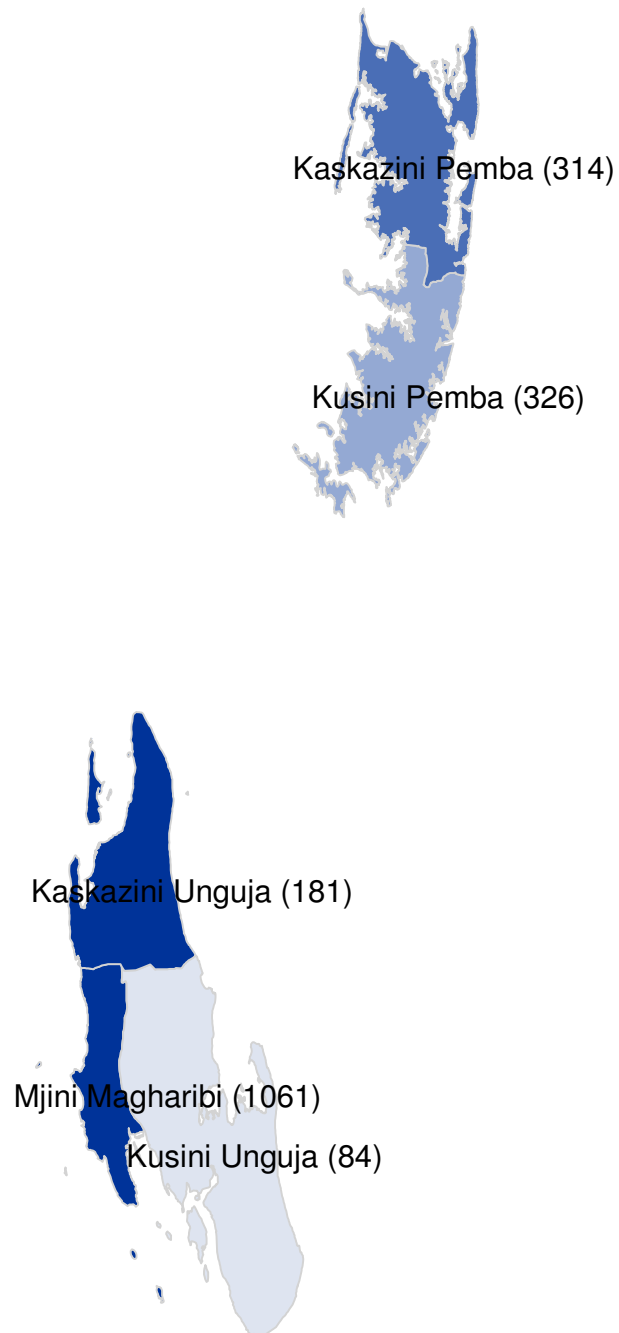 Kaskazini Pemba (314)
Kusini Pemba (326)
Kaskazini Unguja (181)
Mjini Magharibi (1061)
Kusini Unguja (84)